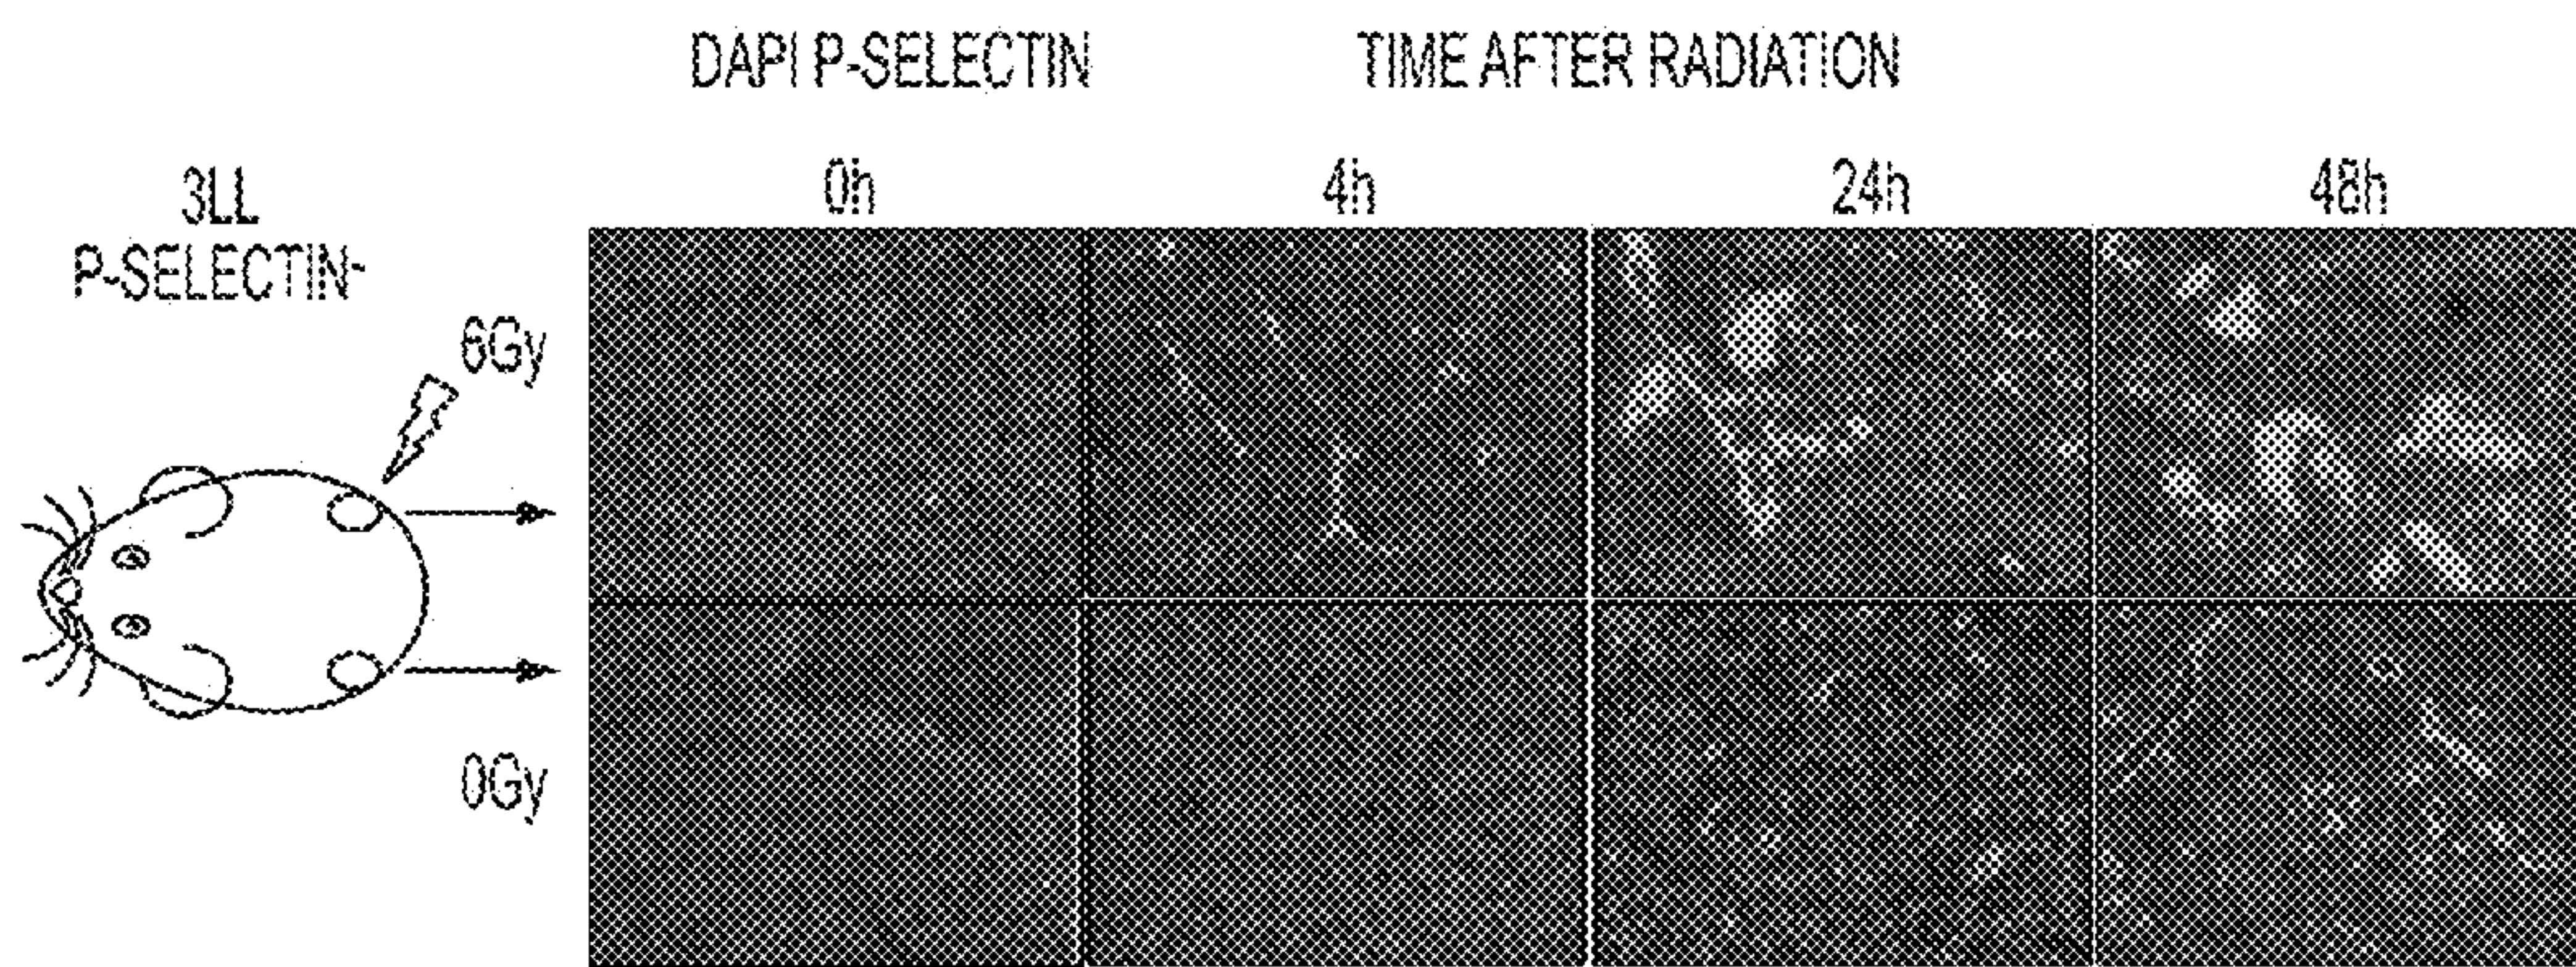 DAPI P-SELECTIN TIME AFTER RADIATION
0h 4h 24h 48h
3LL
P-SELECTIN-
6Gy
0Gy